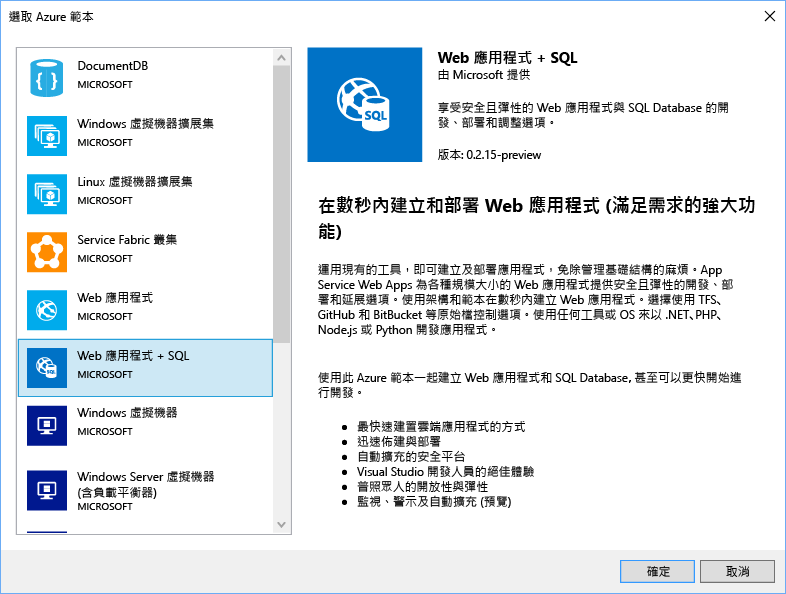 選取 Azure 範本
DocumentDB
MICROSOFT
Windows 虛擬機器擴展集
MICROSOFT
Linux 虛擬機器擴展集
MICROSOFT
Service Fabric 叢集
MICROSOFT
Web 應用程式
MICROSOFT
SQL
Web 應用程式 + SQL
MICROSOFT
Windows 虛擬機器
MICROSOFT
Windows Server 虛擬機器
(含負載平衡器)
MICROSOFT
SQL
Web 應用程式 + SQL
由 Microsoft 提供
享受安全且彈性的 Web 應用程式與 SQL Database 的開
發、部署和調整選項。
版本: 0.2.15-preview
在數秒內建立和部署 Web 應用程式 (滿足需求的強大功
能)
運用現有的工具，即可建立及部署應用程式，免除管理基礎結構的麻煩。App
Service Web Apps 為各種規模大小的 Web 應用程式提供安全且彈性的開發、部
署和延展選項。使用架構和範本在數秒內建立 Web 應用程式。選擇使用 TFS、
GitHub 和 BitBucket 等原始檔控制選項。使用任何工具或 OS 來以 .NET、PHP、
Node.js 或 Python 開發應用程式。
使用此 Azure 範本一起建立 Web 應用程式和 SQL Database, 甚至可以更快開始進
行開發。
• 最快速建置雲端應用程式的方式
• 迅速佈建與部署
• 自動擴充的安全平台
• Visual Studio 開發人員的絕佳體驗
• 普照眾人的開放性與彈性
• 監視、警示及自動擴充 (預覽)
確定
取消